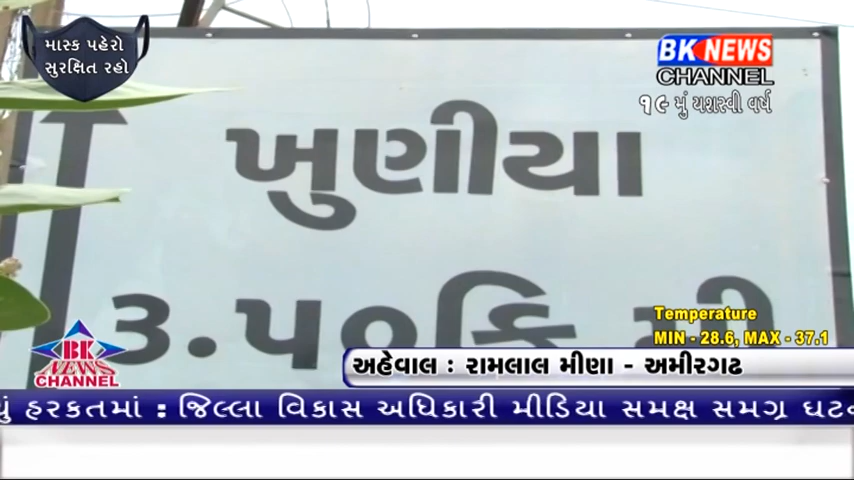 માસ્ક પહેરો
સુરક્ષિત રહો
BK NEWS
CHANNEL
૧૯ મું યશસ્વી વર્ષ
ખુણીયા
૩.૫૦કિ મી
Temperature
MIN - 28.6, MAX - 37.1
અહેવાલ : રામલાલ મીણા - અમીરગઢ
BK
NEWS
CHANNEL
હરકતમાં : જિલ્લા વિકાસ અધિકારી મીડિયા સમક્ષ સમગ્ર